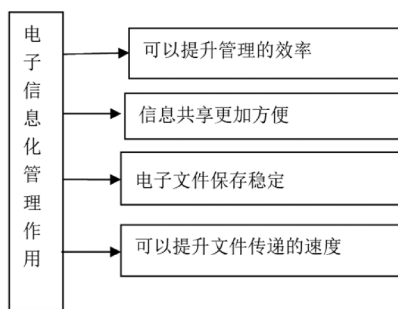 电子信息化管理作用
可以提升管理的效率
信息共享更加方便
电子文件保存稳定
可以提升文件传递的速度